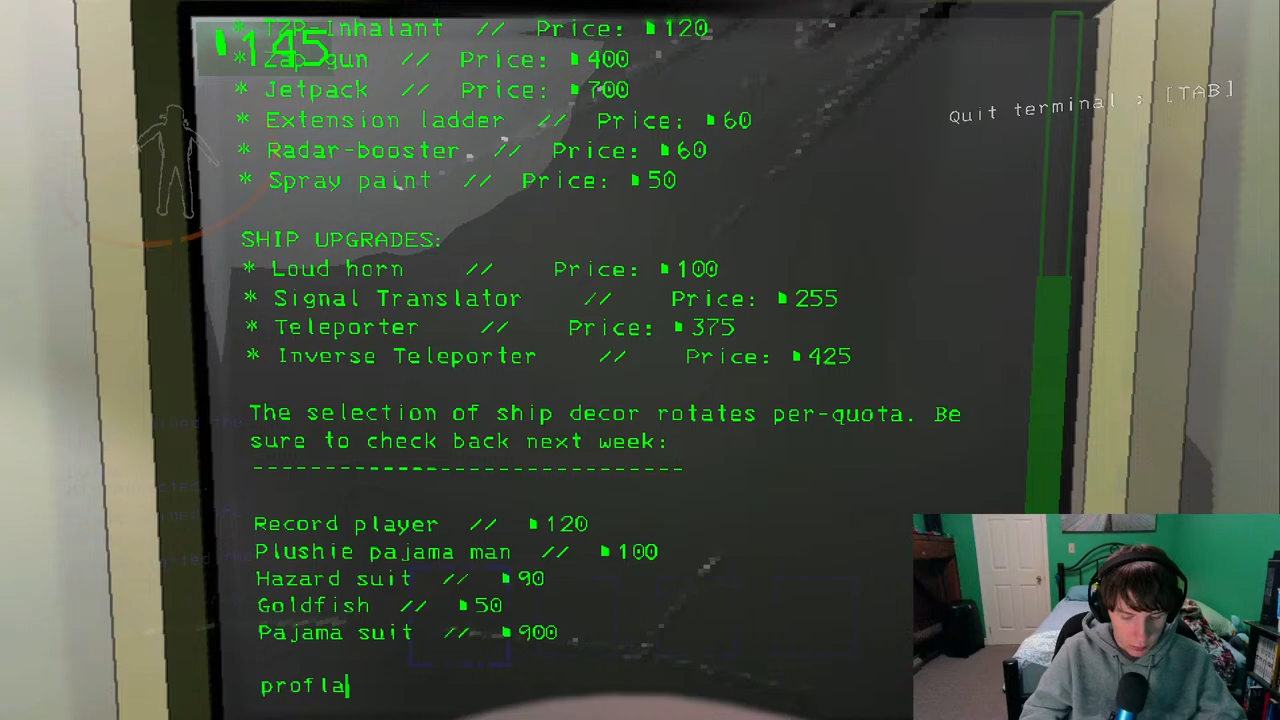 * TZP-Inhalant // Price: 120
145
* Zap gun // Price: 400
* Jetpack // Price: 700
Quit terminal : [TAB]
* Extension ladder // Price: 60
* Radar-booster // Price: 60
* Spray paint // Price: 50
SHIP UPGRADES:
* Loud horn // Price: 100
* Signal Translator // Price: 255
* Teleporter // Price: 375
* Inverse Teleporter // Price: 425
The selection of ship decor rotates per-quota. Be
sure to check back next week:
--------------------------------
Record player // 120
Plushie pajama man // 100
Hazard suit // 90
Goldfish // 50
Pajama suit // 900
profla